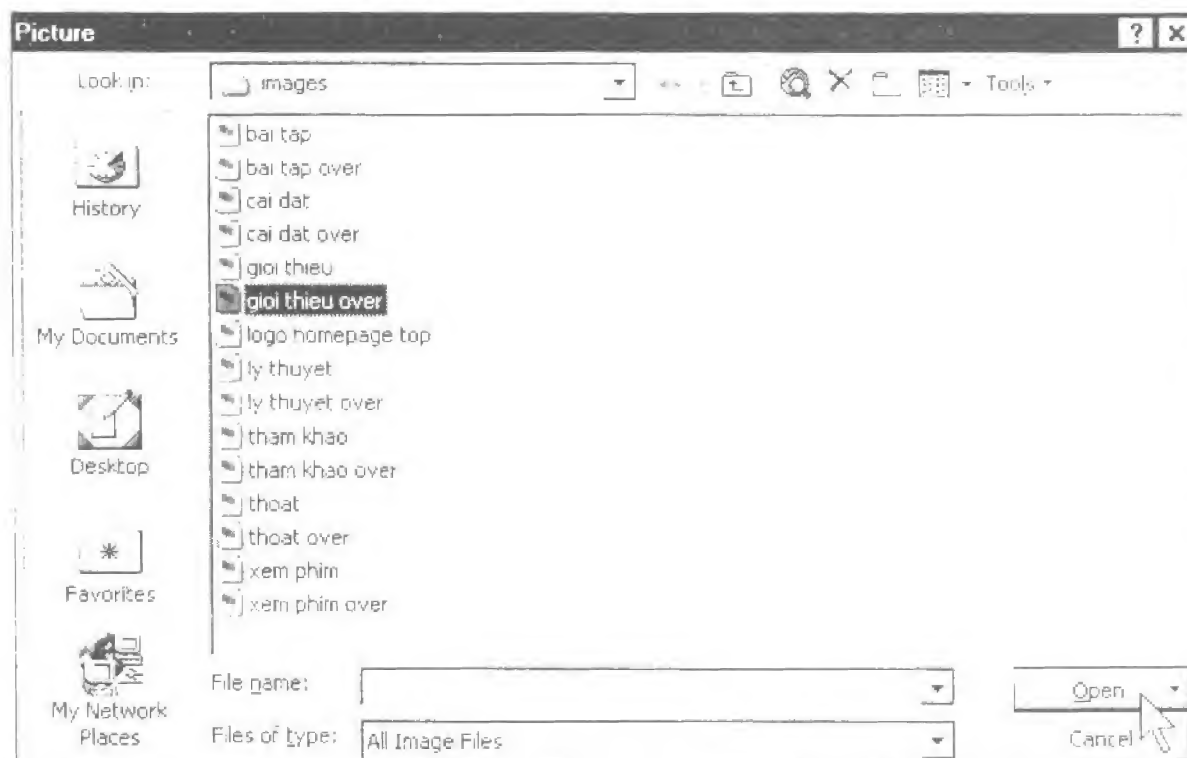 Picture
Look in:
images
Tools
bai tap
bai tap over
cai dat
cai dat over
gioi thieu
gioi thieu over
logo homepage top
ly thuyet
ly thuyet over
tham khao
tham khao over
thoat
thoat over
xem phim
xem phim over
History
My Documents
Desktop
Favorites
My Network
Places
File name:
Open
Files of type:
All Image Files
Cancel